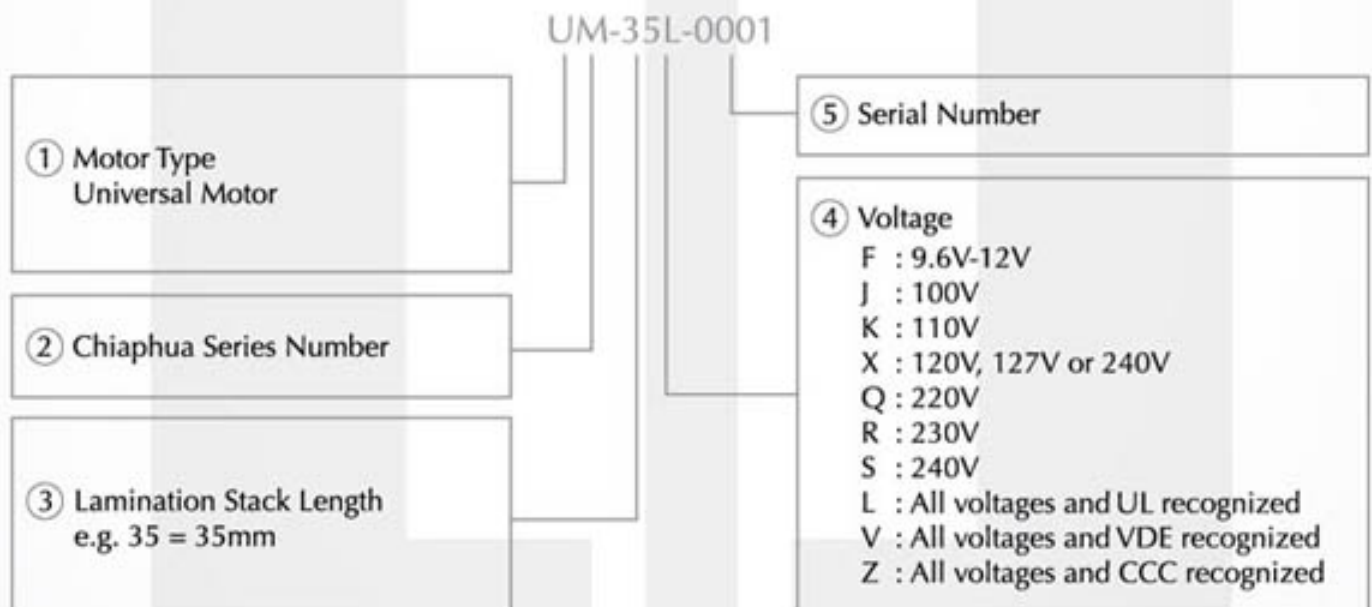 UM-35L-0001
① Motor Type
Universal Motor
② Chiaphua Series Number
③ Lamination Stack Length
e.g. 35 = 35mm
⑤ Serial Number
④ Voltage
F : 9.6V-12V
J : 100V
K : 110V
X : 120V, 127V or 240V
Q : 220V
R : 230V
S : 240V
L : All voltages and UL recognized
V : All voltages and VDE recognized
Z : All voltages and CCC recognized